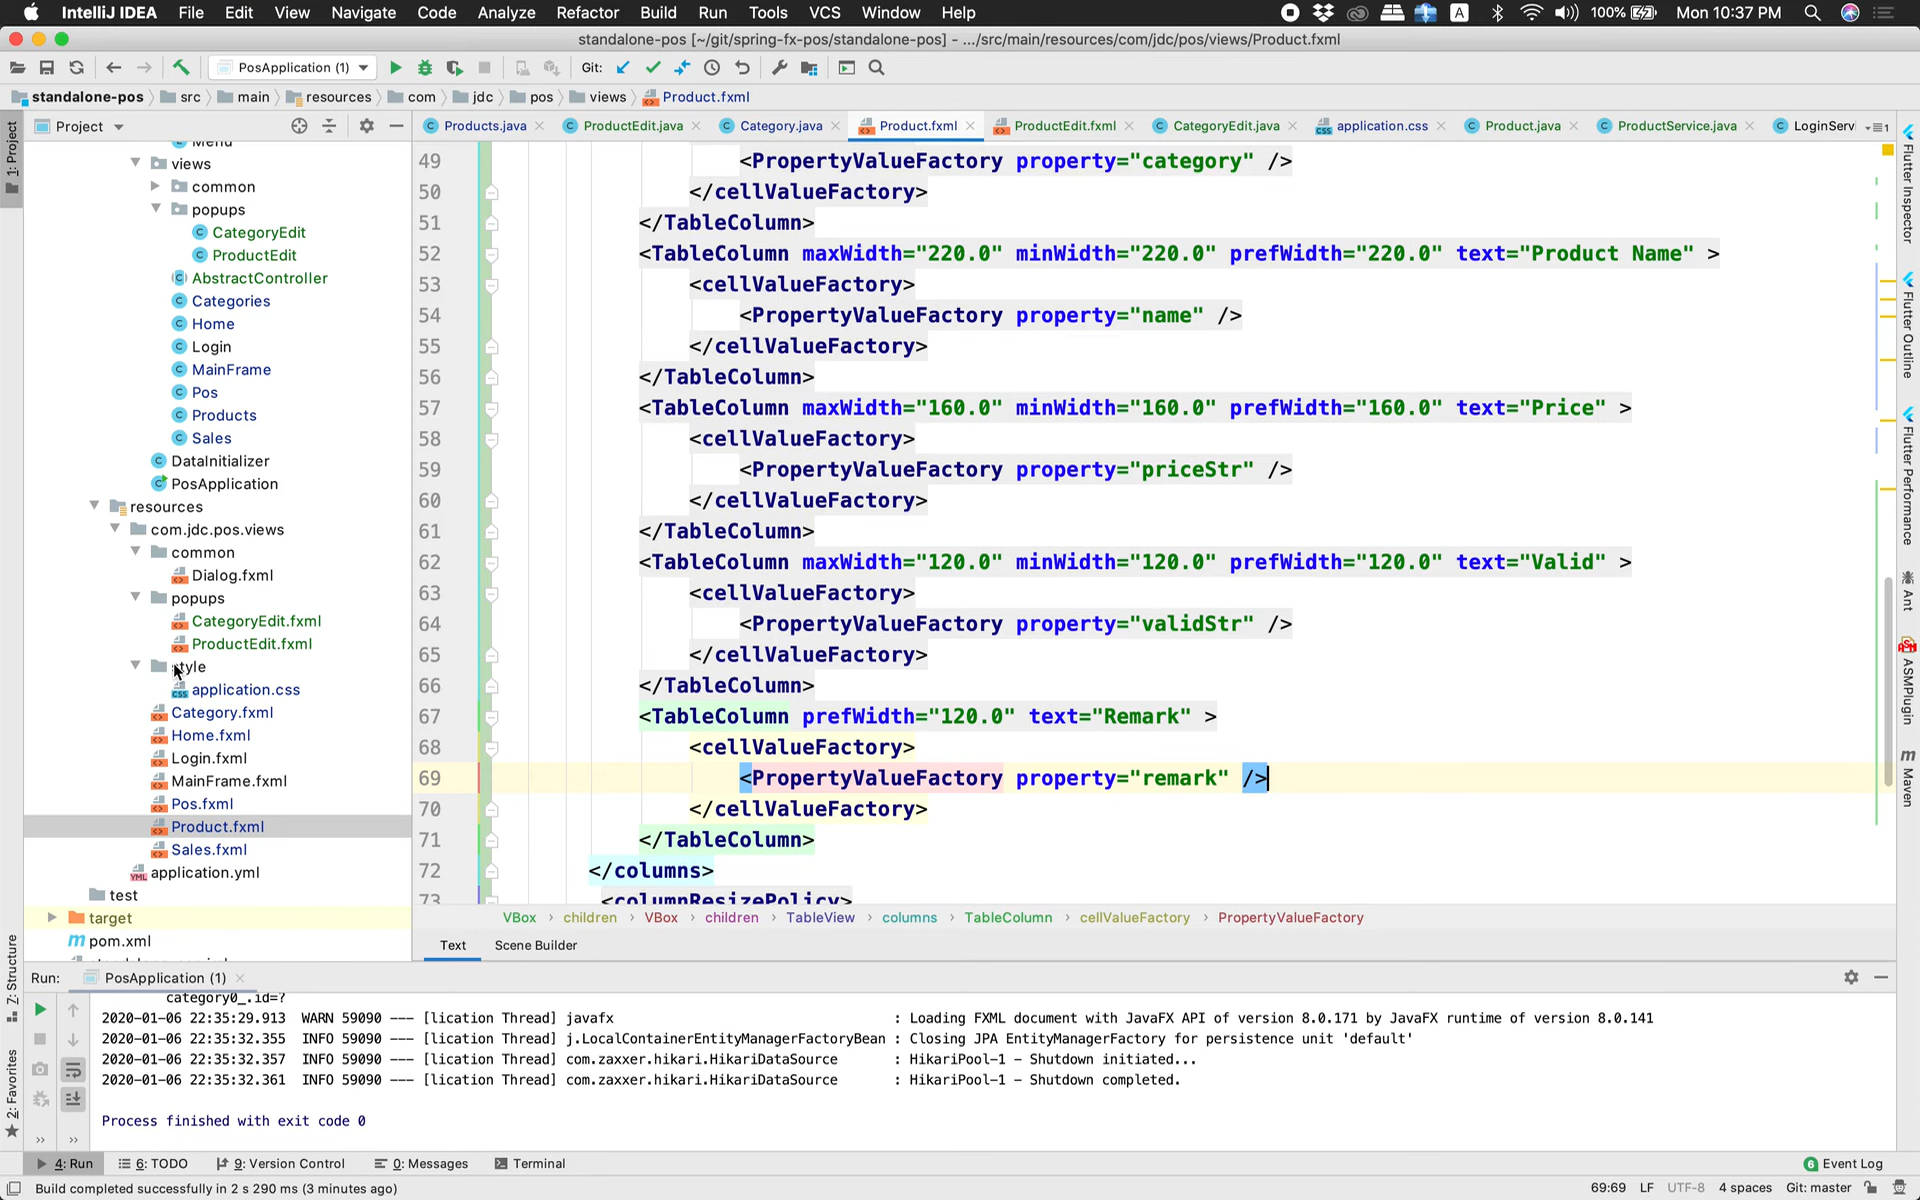 IntelliJ IDEA File Edit View Navigate Code Analyze Refactor Build Run Tools VCS Window Help A 100% Mon 10:37 PM
standalone-pos [~/git/spring-fx-pos/standalone-pos] - .../src/main/resources/com/jdc/pos/views/Product.fxml
PosApplication (1) Git:
standalone-pos src main resources com jdc pos views Product.fxml
Project
Products.java ProductEdit.java Category.java Product.fxml ProductEdit.fxml CategoryEdit.java application.css Product.java ProductService.java LoginServi
1: Project
Z: Structure
2: Favorites
Menu
views
common
popups
CategoryEdit
ProductEdit
AbstractController
Categories
Home
Login
MainFrame
Pos
Products
Sales
DataInitializer
PosApplication
resources
com.jdc.pos.views
common
Dialog.fxml
popups
CategoryEdit.fxml
ProductEdit.fxml
style
application.css
Category.fxml
Home.fxml
Login.fxml
MainFrame.fxml
Pos.fxml
Product.fxml
Sales.fxml
application.yml
test
target
pom.xml
49 <PropertyValueFactory property="category" />
50 </cellValueFactory>
51 </TableColumn>
52 <TableColumn maxWidth="220.0" minWidth="220.0" prefWidth="220.0" text="Product Name" >
53 <cellValueFactory>
54 <PropertyValueFactory property="name" />
55 </cellValueFactory>
56 </TableColumn>
57 <TableColumn maxWidth="160.0" minWidth="160.0" prefWidth="160.0" text="Price" >
58 <cellValueFactory>
59 <PropertyValueFactory property="priceStr" />
60 </cellValueFactory>
61 </TableColumn>
62 <TableColumn maxWidth="120.0" minWidth="120.0" prefWidth="120.0" text="Valid" >
63 <cellValueFactory>
64 <PropertyValueFactory property="validStr" />
65 </cellValueFactory>
66 </TableColumn>
67 <TableColumn prefWidth="120.0" text="Remark" >
68 <cellValueFactory>
69 <PropertyValueFactory property="remark" />
70 </cellValueFactory>
71 </TableColumn>
72 </columns>
73 <columnResizePolicy>
VBox children VBox children TableView columns TableColumn cellValueFactory PropertyValueFactory
Text Scene Builder
Flutter Inspector
Flutter Outline
Flutter Performance
Ant
ASMPlugin
Maven
Run: PosApplication (1)
category0_.id=?
2020-01-06 22:35:29.913 WARN 59090 --- [lication Thread] javafx : Loading FXML document with JavaFX API of version 8.0.171 by JavaFX runtime of version 8.0.141
2020-01-06 22:35:32.355 INFO 59090 --- [lication Thread] j.LocalContainerEntityManagerFactoryBean : Closing JPA EntityManagerFactory for persistence unit 'default'
2020-01-06 22:35:32.357 INFO 59090 --- [lication Thread] com.zaxxer.hikari.HikariDataSource : HikariPool-1 - Shutdown initiated...
2020-01-06 22:35:32.361 INFO 59090 --- [lication Thread] com.zaxxer.hikari.HikariDataSource : HikariPool-1 - Shutdown completed.
Process finished with exit code 0
4: Run 6: TODO 9: Version Control 0: Messages Terminal 6 Event Log
Build completed successfully in 2 s 290 ms (3 minutes ago) 69:69 LF UTF-8 4 spaces Git: master